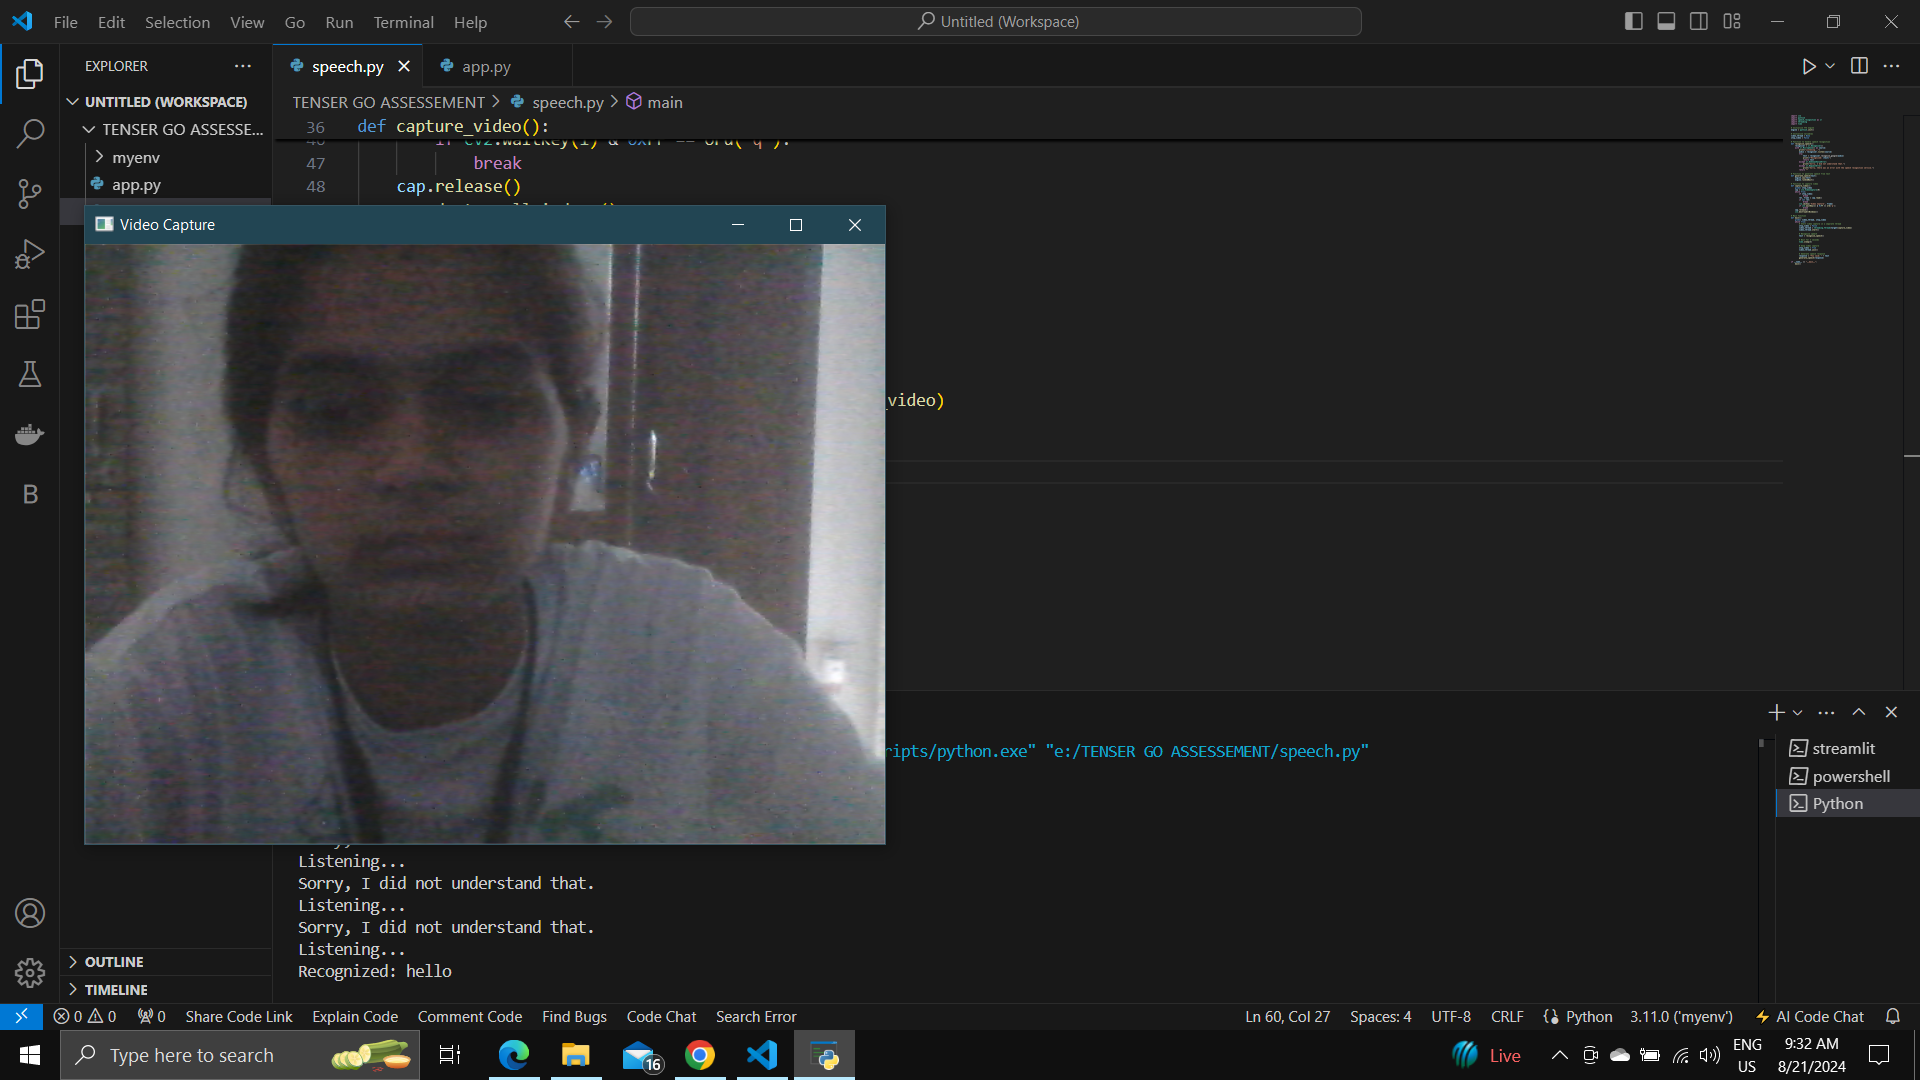 File Edit Selection View Go Run Terminal Help
Untitled (Workspace)
EXPLORER
UNTITLED (WORKSPACE)
TENSER GO ASSESSE...
myenv
app.py
OUTLINE
TIMELINE
speech.py
app.py
TENSER GO ASSESSEMENT > speech.py > main
36 def capture_video():
47 break
48 cap.release()
Video Capture
_video)
ripts/python.exe" "e:/TENSER GO ASSESSEMENT/speech.py"
Listening...
Sorry, I did not understand that.
Listening...
Sorry, I did not understand that.
Listening...
Recognized: hello
streamlit
powershell
Python
B
0 0 0 Share Code Link Explain Code Comment Code Find Bugs Code Chat Search Error
Ln 60, Col 27 Spaces: 4 UTF-8 CRLF Python 3.11.0 ('myenv') AI Code Chat
Type here to search
16
Live
ENG
US
9:32 AM
8/21/2024